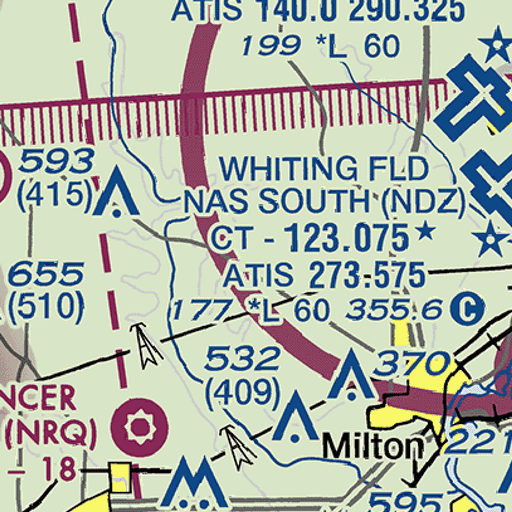 ATIS 140.0 290.325
199 *L 60
593
(415)
WHITING FLD
NAS SOUTH (NDZ)
CT - 123.075★
ATIS 273.575
177 *L 60 355.6 C
655
(510)
532
(409)
370
NCER
(NRQ)
– 18
Milton
221
595